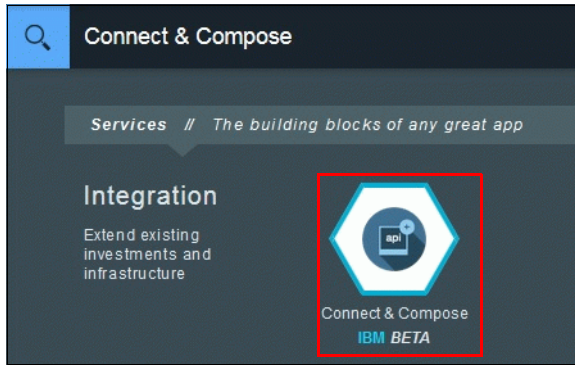 Connect & Compose
Services // The building blocks of any great app
Integration
Extend existing
investments and
infrastructure
api
Connect & Compose
IBM BETA